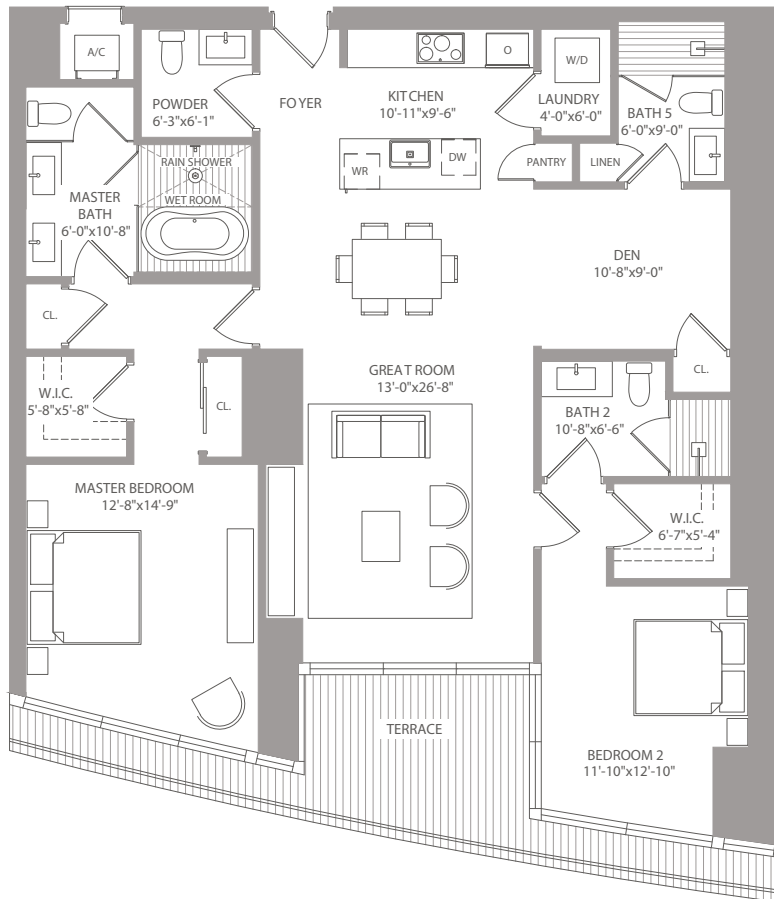 A/C
POWDER
6'-3"x6'-1"
FOYER
KITCHEN
10'-11"x9'-6"
O
W/D
LAUNDRY
4'-0"x6'-0"
BATH 5
6'-0"x9'-0"
RAIN SHOWER
WET ROOM
WR
DW
PANTRY
LINEN
MASTER
BATH
6'-0"x10'-8"
DEN
10'-8"x9'-0"
CL.
GREAT ROOM
13'-0"x26'-8"
CL.
W.I.C.
5'-8"x5'-8"
CL.
BATH 2
10'-8"x6'-6"
MASTER BEDROOM
12'-8"x14'-9"
W.I.C.
6'-7"x5'-4"
TERRACE
BEDROOM 2
11'-10"x12'-10"